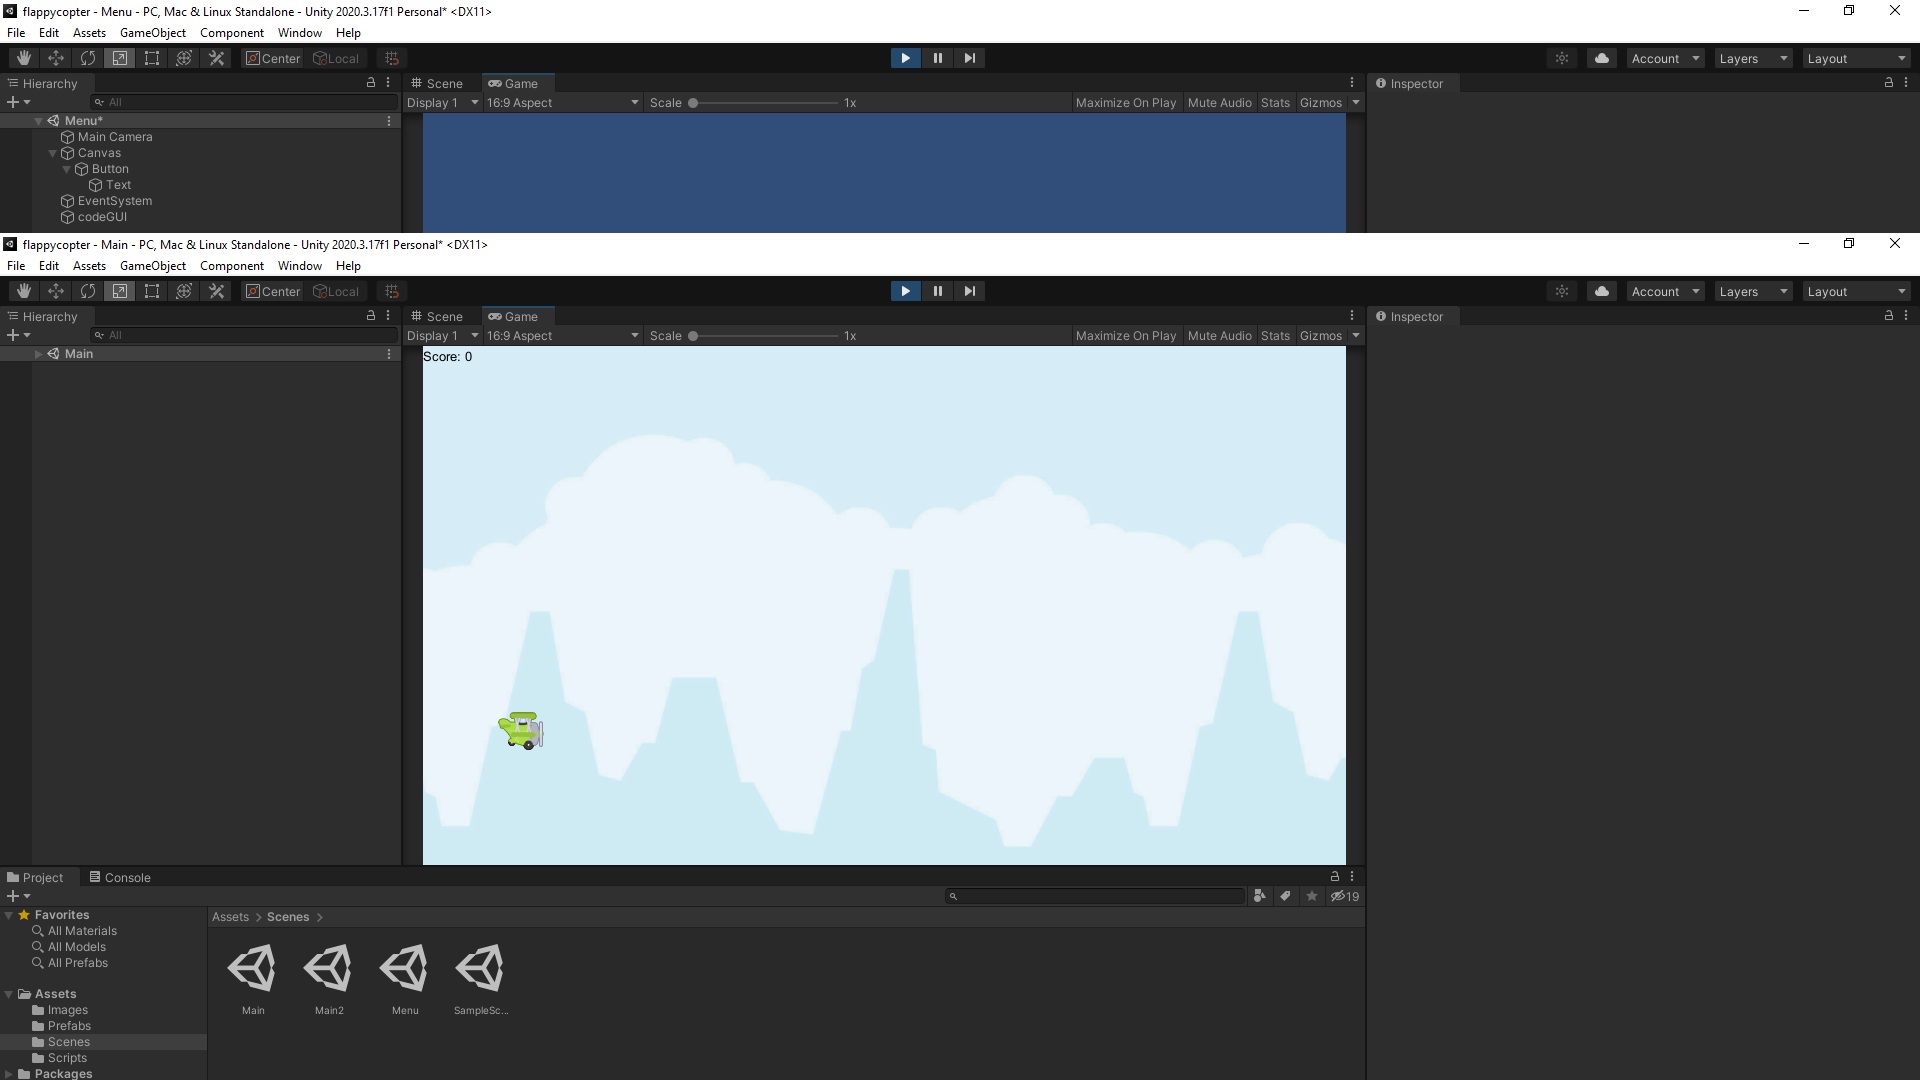 flappycopter - Menu - PC, Mac & Linux Standalone - Unity 2020.3.17f1 Personal* <DX11>
File Edit Assets GameObject Component Window Help
Center Local Account Layers Layout
Hierarchy Scene Game Inspector
All Display 1 16:9 Aspect Scale 1x Maximize On Play Mute Audio Stats Gizmos
Menu*
Main Camera
Canvas
Button
Text
EventSystem
codeGUI
flappycopter - Main - PC, Mac & Linux Standalone - Unity 2020.3.17f1 Personal* <DX11>
File Edit Assets GameObject Component Window Help
Center Local Account Layers Layout
Hierarchy Scene Game Inspector
All Display 1 16:9 Aspect Scale 1x Maximize On Play Mute Audio Stats Gizmos
Main
Score: 0
Project Console
19
Favorites
All Materials
All Models
All Prefabs
Assets
Images
Prefabs
Scenes
Scripts
Packages
Assets > Scenes >
Main Main2 Menu SampleSc...